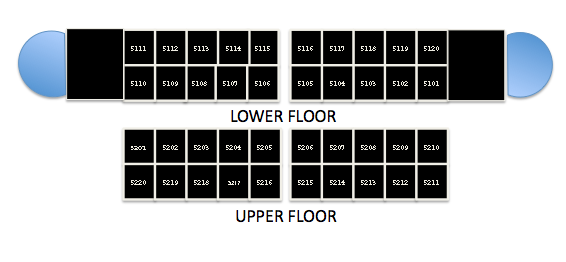 5111 5112 5113 5114 5115 5116 5117 5118 5119 5120
5110 5109 5108 5107 5106 5105 5104 5103 5102 5101
LOWER FLOOR
5201 5202 5203 5204 5205 5206 5207 5208 5209 5210
5220 5219 5218 5217 5216 5215 5214 5213 5212 5211
UPPER FLOOR